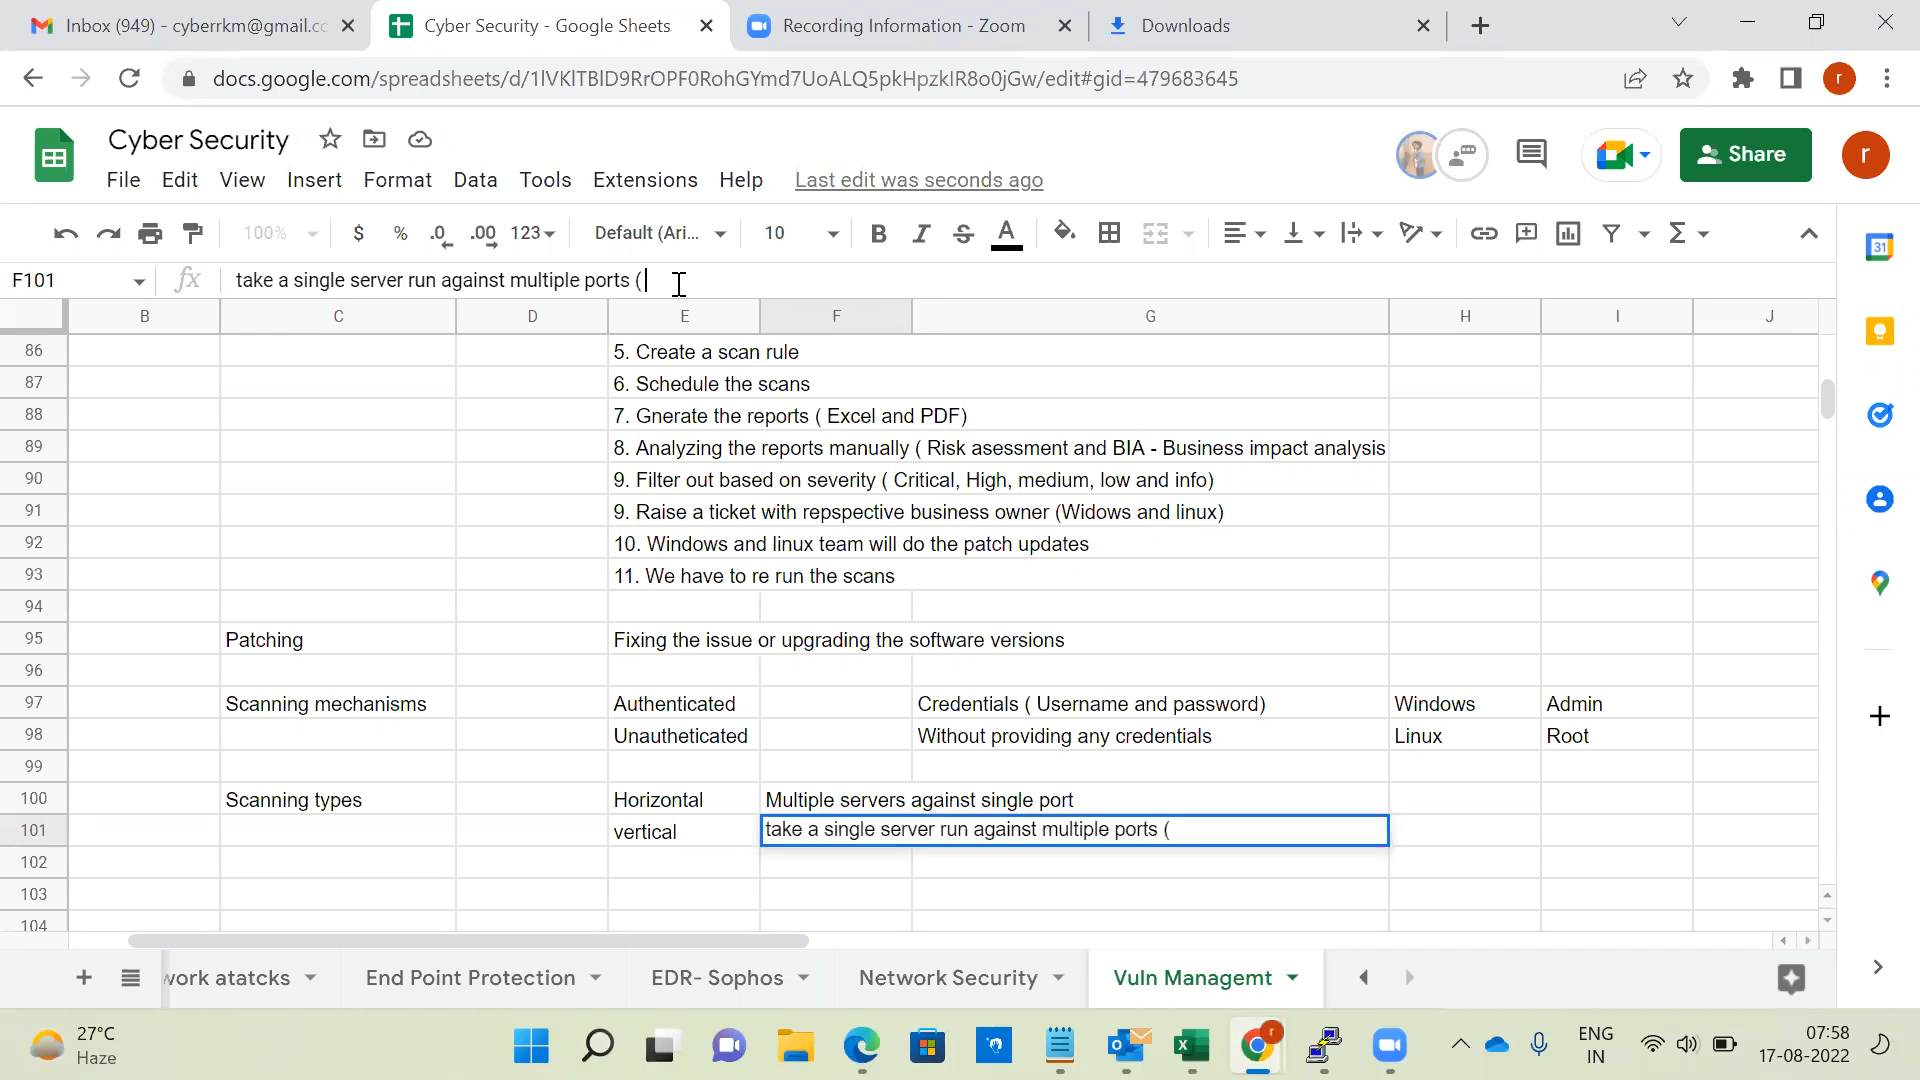 Inbox (949) - cyberrkm@gmail.co
Cyber Security - Google Sheets
Recording Information - Zoom
Downloads
docs.google.com/spreadsheets/d/1lVKlTBlD9RrOPF0RohGYmd7UoALQ5pkHpzkIR8o0jGw/edit#gid=479683645
r
Cyber Security
Share
r
File Edit View Insert Format Data Tools Extensions Help Last edit was seconds ago
100% $ % .0 .00 123 Default (Ari... 10 B I S A
31
F101 fx take a single server run against multiple ports (
B C D E F G H I J
86 5. Create a scan rule
87 6. Schedule the scans
88 7. Gnerate the reports ( Excel and PDF)
89 8. Analyzing the reports manually ( Risk asessment and BIA - Business impact analysis
90 9. Filter out based on severity ( Critical, High, medium, low and info)
91 9. Raise a ticket with repspective business owner (Widows and linux)
92 10. Windows and linux team will do the patch updates
93 11. We have to re run the scans
94
95 Patching Fixing the issue or upgrading the software versions
96
97 Scanning mechanisms Authenticated Credentials ( Username and password) Windows Admin
98 Unautheticated Without providing any credentials Linux Root
99
100 Scanning types Horizontal Multiple servers against single port
101 vertical take a single server run against multiple ports (
102
103
104
work atatcks End Point Protection EDR- Sophos Network Security Vuln Managemt
27°C
Haze
ENG
IN
07:58
17-08-2022